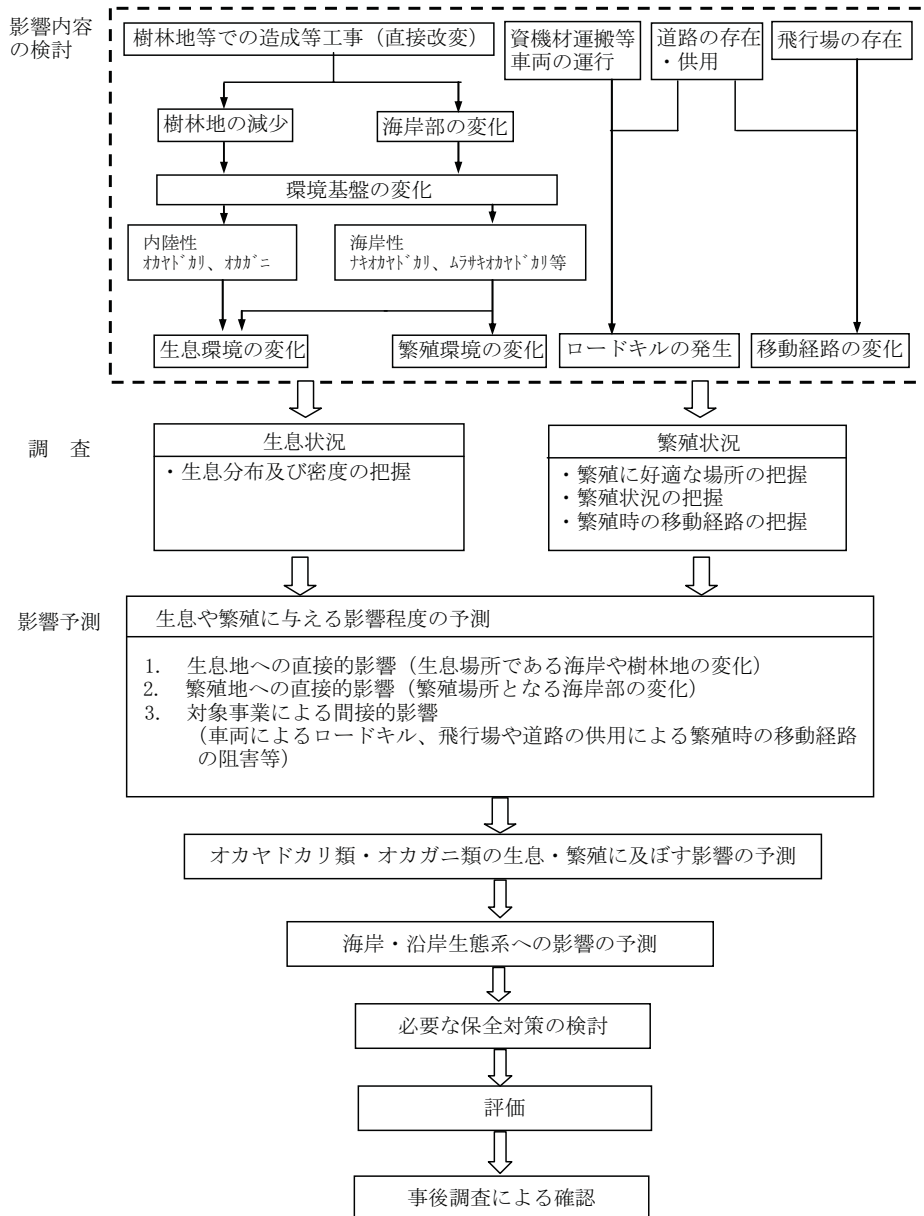 影響内容
の検討
樹林地等での造成等工事（直接改変）
資機材運搬等
車両の運行
道路の存在
・供用
飛行場の存在
樹林地の減少
海岸部の変化
環境基盤の変化
内陸性
ｵｶﾔﾄﾞｶﾘ、ｵｶｶﾞﾆ
海岸性
ﾅｷｵｶﾔﾄﾞｶﾘ、ﾑﾗｻｷｵｶﾔﾄﾞｶﾘ等
生息環境の変化
繁殖環境の変化
ロードキルの発生
移動経路の変化
調　査
生息状況
・生息分布及び密度の把握
繁殖状況
・繁殖に好適な場所の把握
・繁殖状況の把握
・繁殖時の移動経路の把握
影響予測
生息や繁殖に与える影響程度の予測
1.　生息地への直接的影響（生息場所である海岸や樹林地の変化）
2.　繁殖地への直接的影響（繁殖場所となる海岸部の変化）
3.　対象事業による間接的影響
（車両によるロードキル、飛行場や道路の供用による繁殖時の移動経路
の阻害等）
オカヤドカリ類・オカガニ類の生息・繁殖に及ぼす影響の予測
海岸・沿岸生態系への影響の予測
必要な保全対策の検討
評価
事後調査による確認